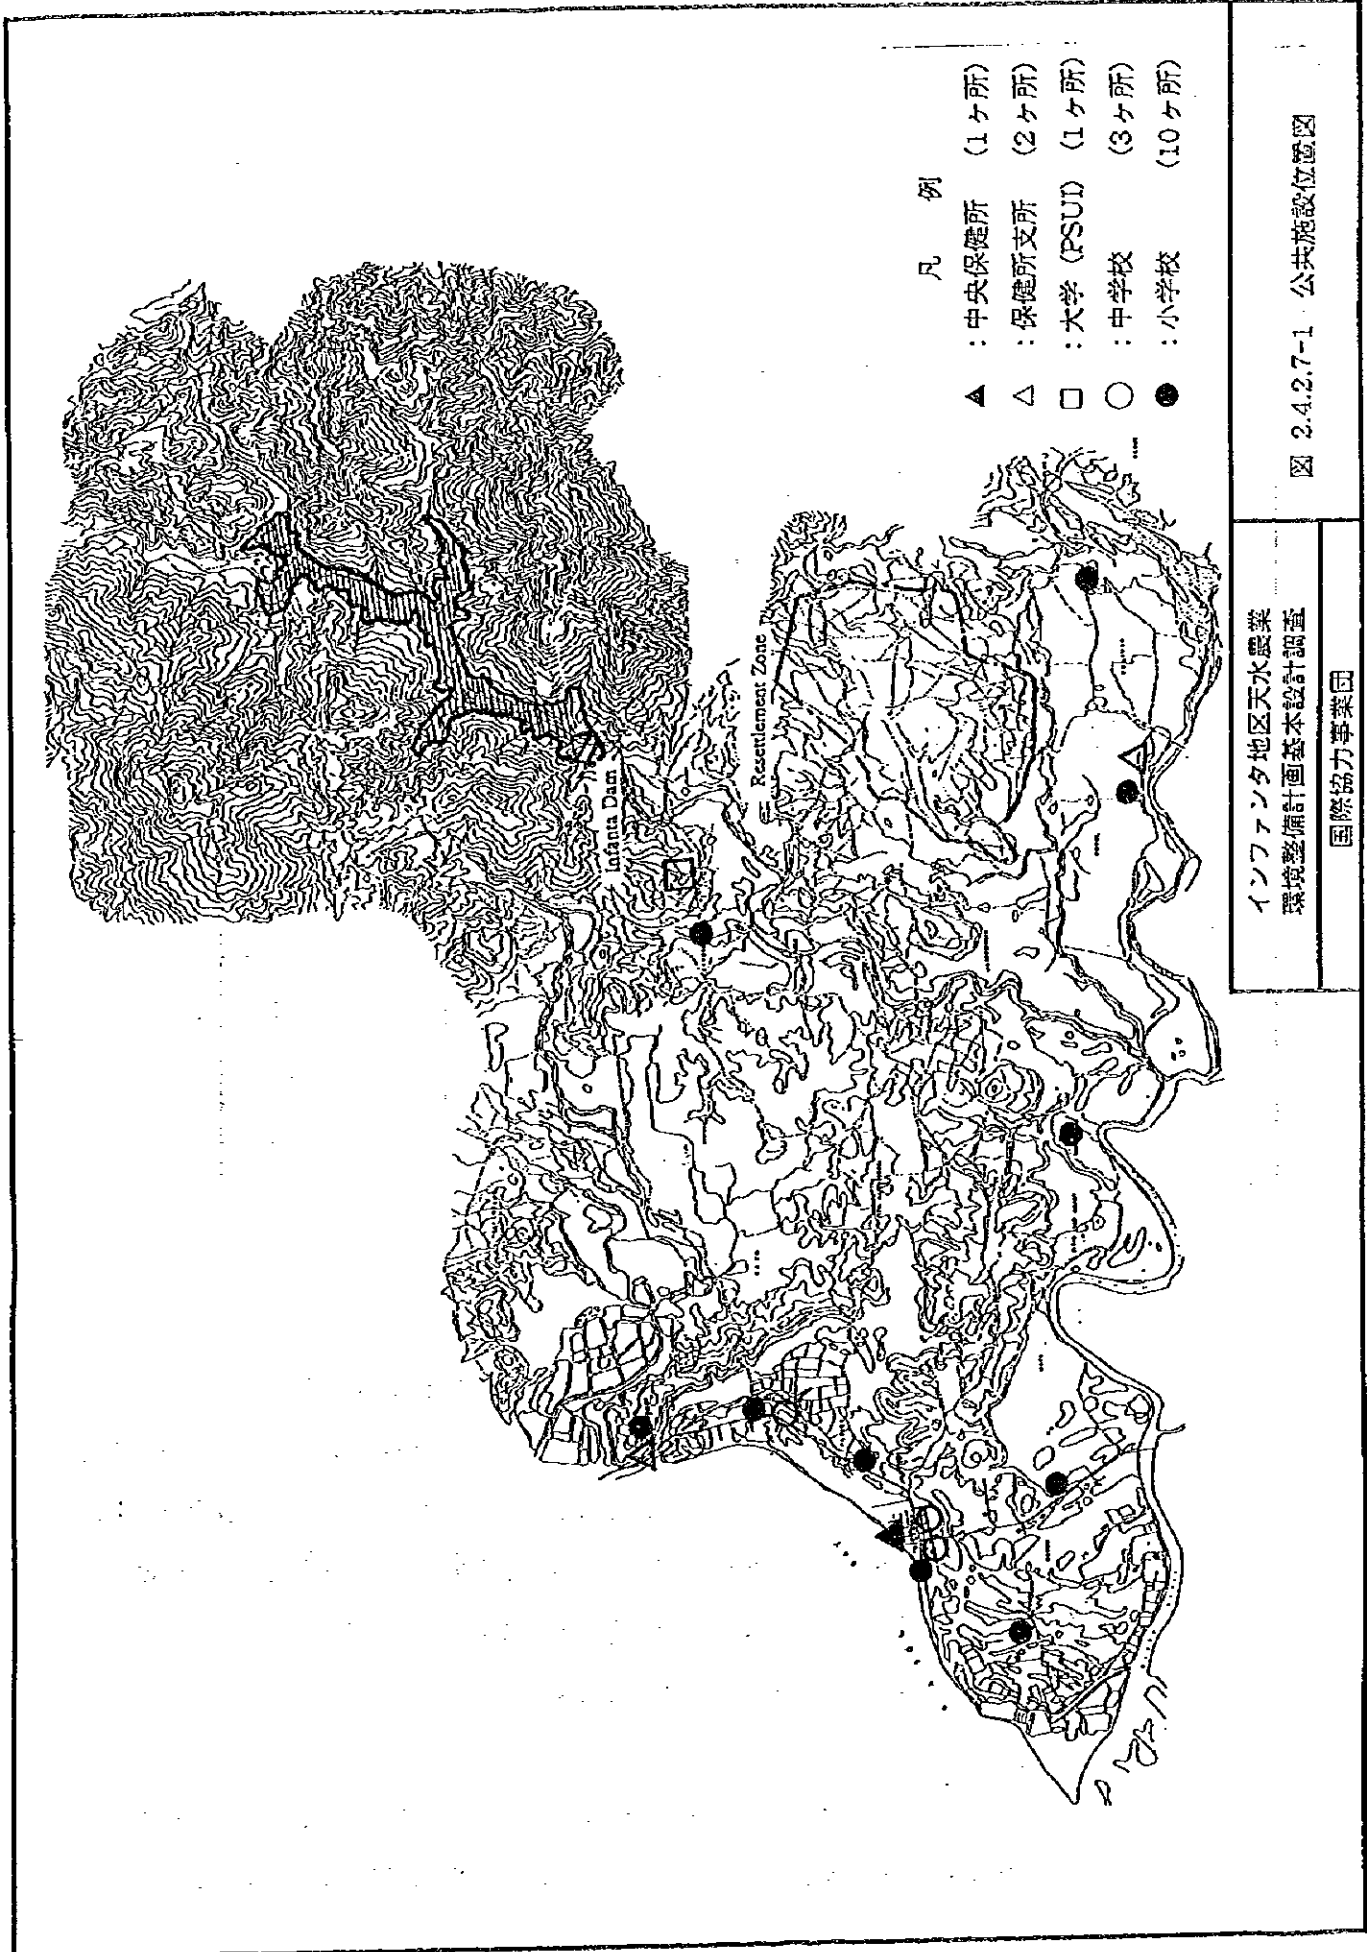 Infanta Dam
Resettlement Zone
凡 例
▲ : 中央保健所 (1ヶ所)
△ : 保健所支所 (2ヶ所)
□ : 大学 (PSUI) (1ヶ所)
○ : 中学校 (3ヶ所)
● : 小学校 (10ヶ所)
インファンタ地区天水農業
環境整備計画基本設計調査
国際協力事業団
図 2.4.2.7-1 公共施設位置図